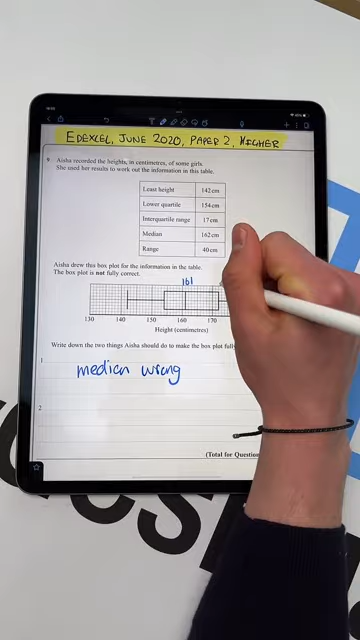 EDEXCEL, JUNE 2020, PAPER 2, HIGHER
9 Aisha recorded the heights, in centimetres, of some girls.
She used her results to work out the information in this table.
Least height 142 cm
Lower quartile 154 cm
Interquartile range 17 cm
Median 162 cm
Range 40 cm
Aisha drew this box plot for the information in the table.
The box plot is not fully correct.
161
130 140 150 160 170
Height (centimetres)
Write down the two things Aisha should do to make the box plot fully
1
median wrong
2
(Total for Question